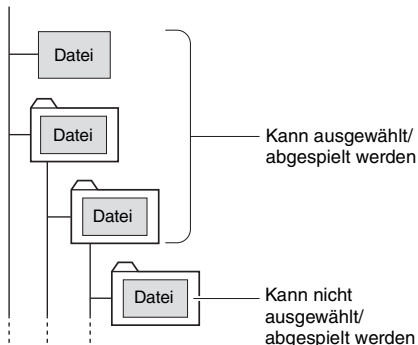 Datei
Datei
Kann ausgewählt/
abgespielt werden
Datei
Datei
Kann nicht
ausgewählt/
abgespielt werden